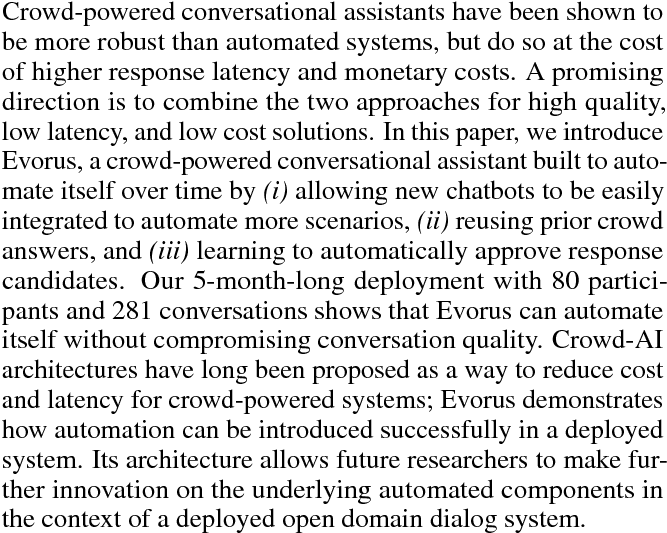 Crowd-powered conversational assistants have been shown to
be more robust than automated systems, but do so at the cost
of higher response latency and monetary costs. A promising
direction is to combine the two approaches for high quality,
low latency, and low cost solutions. In this paper, we introduce
Evorus, a crowd-powered conversational assistant built to auto-
mate itself over time by (i) allowing new chatbots to be easily
integrated to automate more scenarios, (ii) reusing prior crowd
answers, and (iii) learning to automatically approve response
candidates. Our 5-month-long deployment with 80 partici-
pants and 281 conversations shows that Evorus can automate
itself without compromising conversation quality. Crowd-AI
architectures have long been proposed as a way to reduce cost
and latency for crowd-powered systems; Evorus demonstrates
how automation can be introduced successfully in a deployed
system. Its architecture allows future researchers to make fur-
ther innovation on the underlying automated components in
the context of a deployed open domain dialog system.